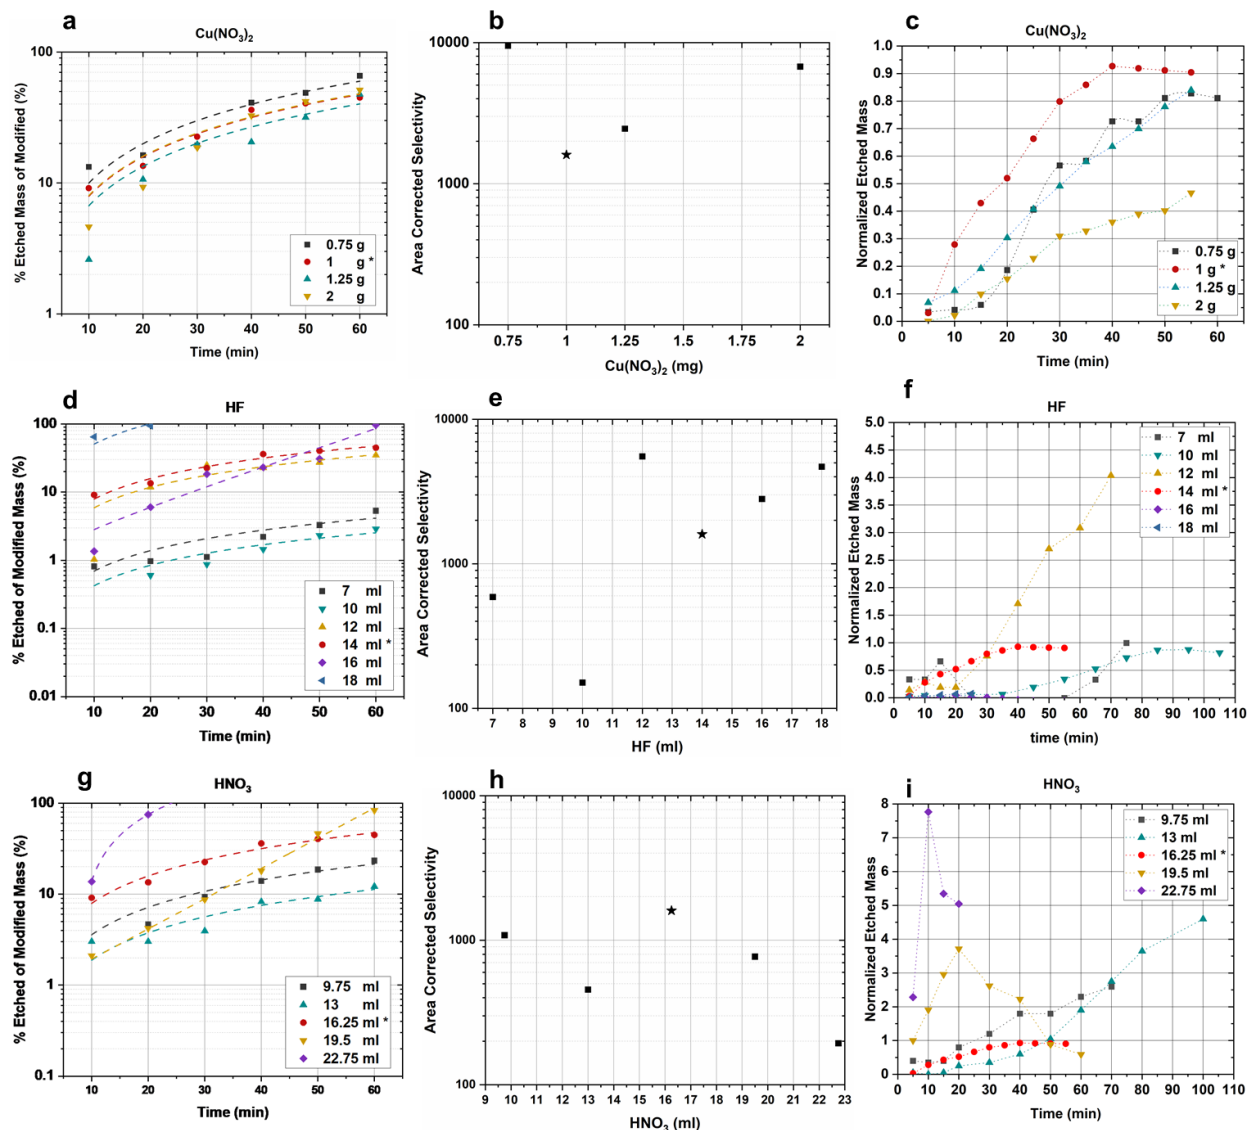 a
Cu(NO3)2
% Etched Mass of Modified (%)
100
10
1
10 20 30 40 50 60
Time (min)
0.75 g
1 g *
1.25 g
2 g
b
Area Corrected Selectivity
10000
1000
100
0.75 1 1.25 1.5 1.75 2
Cu(NO3)2 (mg)
c
Cu(NO3)2
Normalized Etched Mass
1.0
0.9
0.8
0.7
0.6
0.5
0.4
0.3
0.2
0.1
0.0
0 10 20 30 40 50 60
Time (min)
0.75 g
1 g *
1.25 g
2 g
d
HF
% Etched of Modified Mass (%)
100
10
1
0.1
0.01
10 20 30 40 50 60
Time (min)
7 ml
10 ml
12 ml
14 ml *
16 ml
18 ml
e
Area Corrected Selectivity
10000
1000
100
7 8 9 10 11 12 13 14 15 16 17 18
HF (ml)
f
HF
Normalized Etched Mass
5.0
4.5
4.0
3.5
3.0
2.5
2.0
1.5
1.0
0.5
0.0
0 10 20 30 40 50 60 70 80 90 100 110
time (min)
7 ml
10 ml
12 ml
14 ml *
16 ml
18 ml
g
HNO3
% Etched of Modified Mass (%)
100
10
1
0.1
10 20 30 40 50 60
Time (min)
9.75 ml
13 ml
16.25 ml *
19.5 ml
22.75 ml
h
Area Corrected Selectivity
10000
1000
100
9 10 11 12 13 14 15 16 17 18 19 20 21 22 23
HNO3 (ml)
i
HNO3
Normalized Etched Mass
8
7
6
5
4
3
2
1
0
0 10 20 30 40 50 60 70 80 90 100 110
Time (min)
9.75 ml
13 ml
16.25 ml *
19.5 ml
22.75 ml